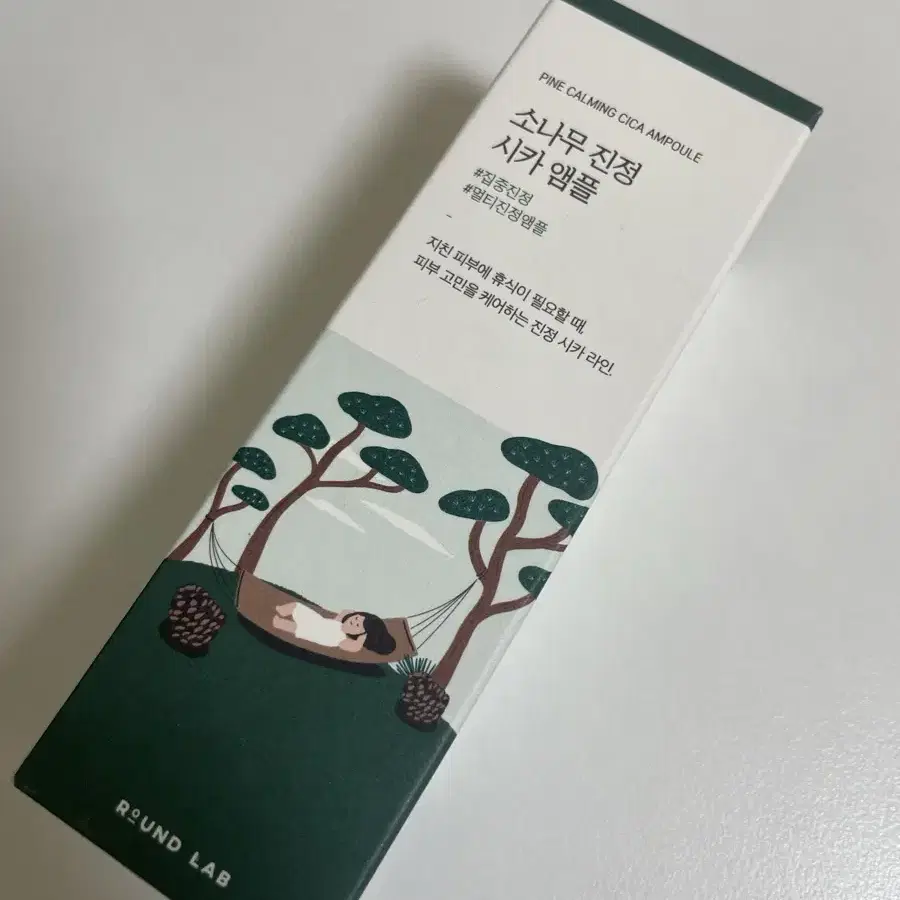 PINE CALMING CICA AMPOULE
소나무 진정
시카 앰플
#집중진정
#멀티진정앰플
지친 피부에 휴식이 필요할 때,
피부 고민을 케어하는 진정 시카 라인.
ROUND LAB